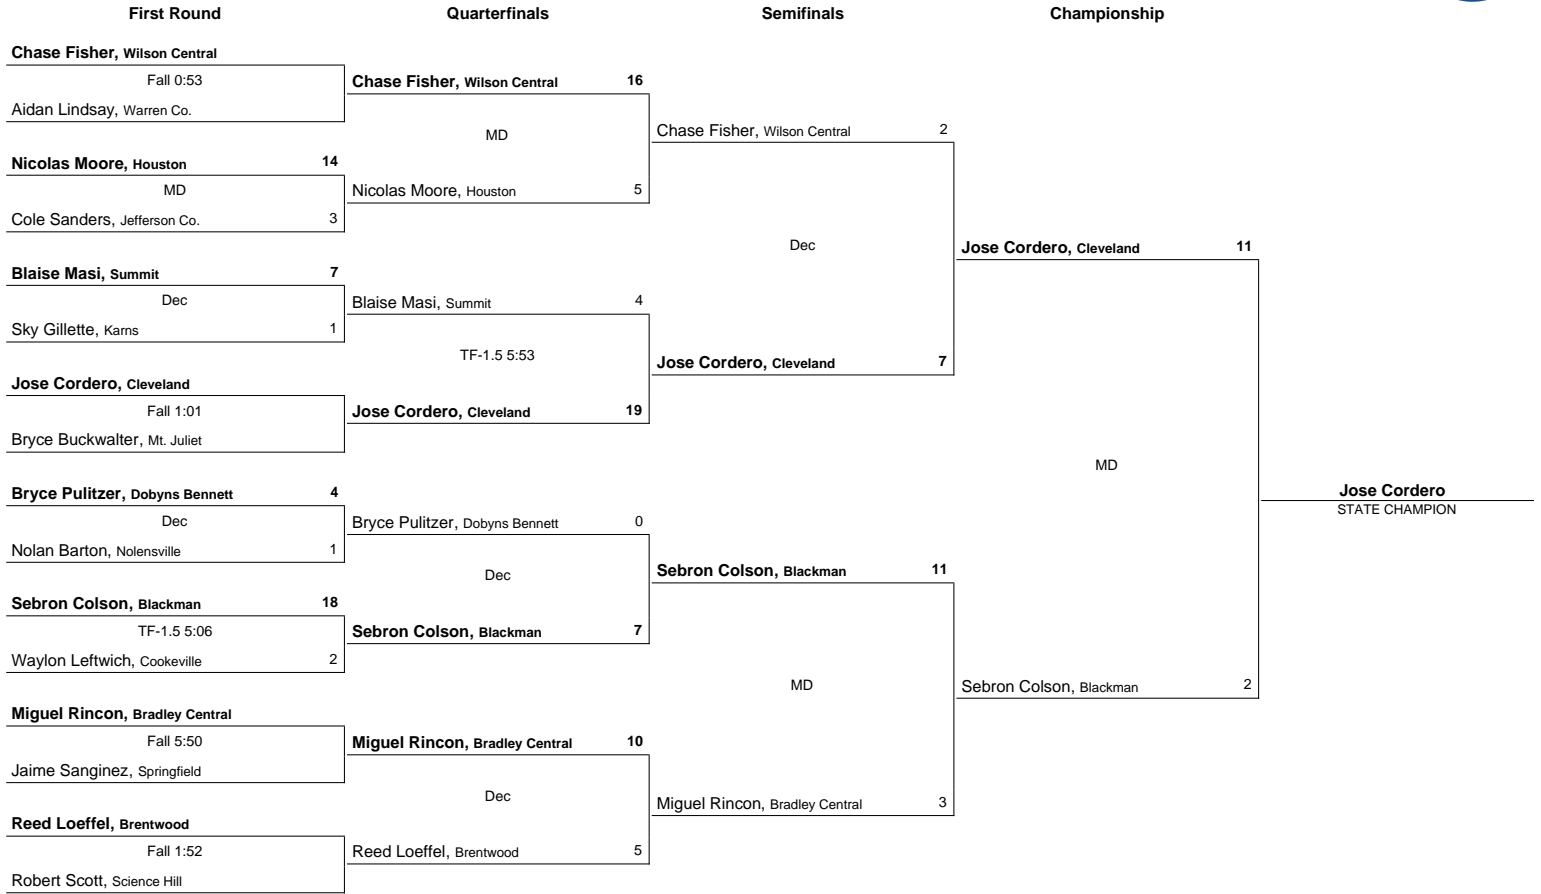 First Round
Quarterfinals
Semifinals
Championship
Chase Fisher, Wilson Central
Fall 0:53
Aidan Lindsay, Warren Co.
Nicolas Moore, Houston 14
MD
Cole Sanders, Jefferson Co. 3
Blaise Masi, Summit 7
Dec
Sky Gillette, Karns 1
Jose Cordero, Cleveland
Fall 1:01
Bryce Buckwalter, Mt. Juliet
Bryce Pulitzer, Dobyns Bennett 4
Dec
Nolan Barton, Nolensville 1
Sebron Colson, Blackman 18
TF-1.5 5:06
Waylon Leftwich, Cookeville 2
Miguel Rincon, Bradley Central
Fall 5:50
Jaime Sanginez, Springfield
Reed Loeffel, Brentwood
Fall 1:52
Robert Scott, Science Hill
Chase Fisher, Wilson Central 16
MD
Nicolas Moore, Houston 5
Blaise Masi, Summit 4
TF-1.5 5:53
Jose Cordero, Cleveland 19
Bryce Pulitzer, Dobyns Bennett 0
Dec
Sebron Colson, Blackman 7
Miguel Rincon, Bradley Central 10
Dec
Reed Loeffel, Brentwood 5
Chase Fisher, Wilson Central 2
Dec
Jose Cordero, Cleveland 7
Sebron Colson, Blackman 11
MD
Miguel Rincon, Bradley Central 3
Jose Cordero, Cleveland 11
MD
Sebron Colson, Blackman 2
Jose Cordero
STATE CHAMPION